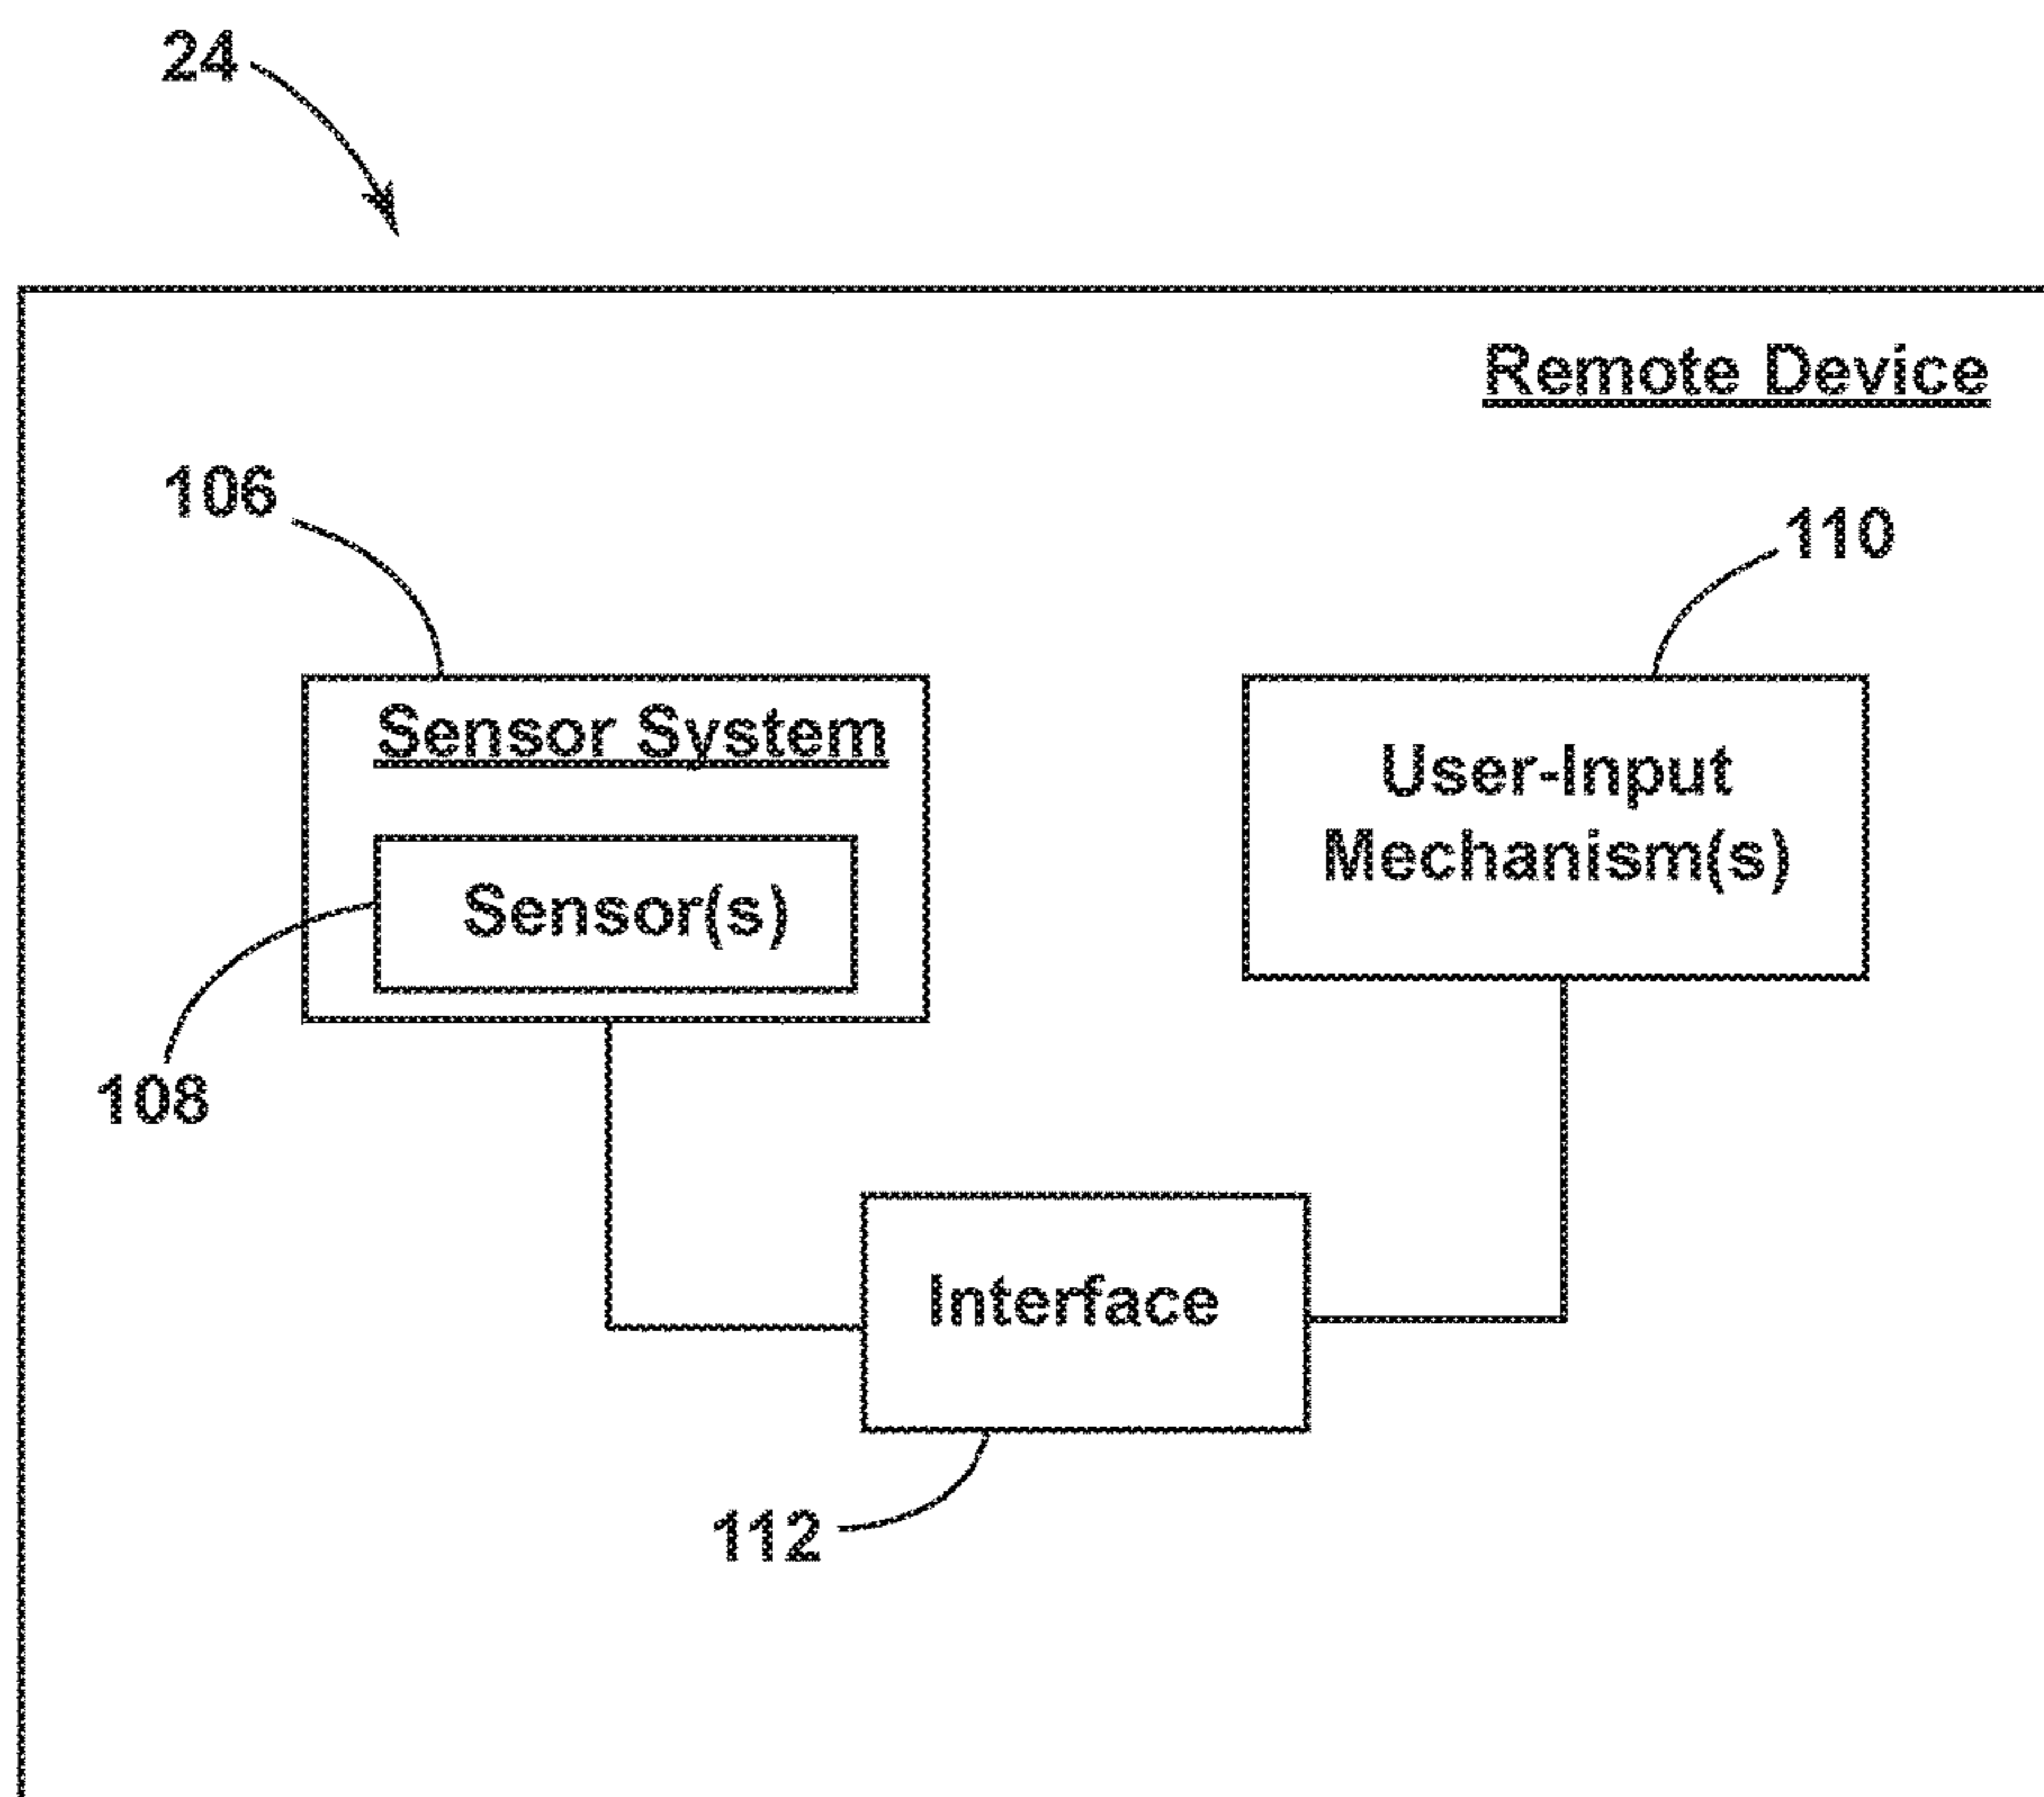 24
Remote Device
106
110
Sensor System
User-Input
Mechanism(s)
Sensor(s)
108
Interface
112